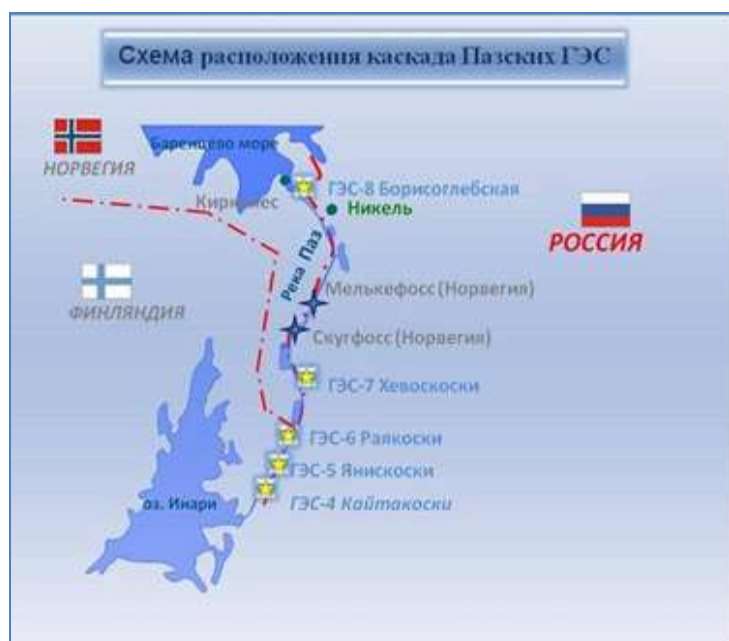 Схема расположения каскада Пазских ГЭС
Баренцево море
НОРВЕГИЯ
ГЭС-8 Борисоглебская
Киркенес
Никель
РОССИЯ
Река Паз
Мелькефосс (Норвегия)
ФИНЛЯНДИЯ
Скугфосс (Норвегия)
ГЭС-7 Хевоскоски
ГЭС-6 Раякоски
ГЭС-5 Янискоски
оз. Инари
ГЭС-4 Кайтакоски